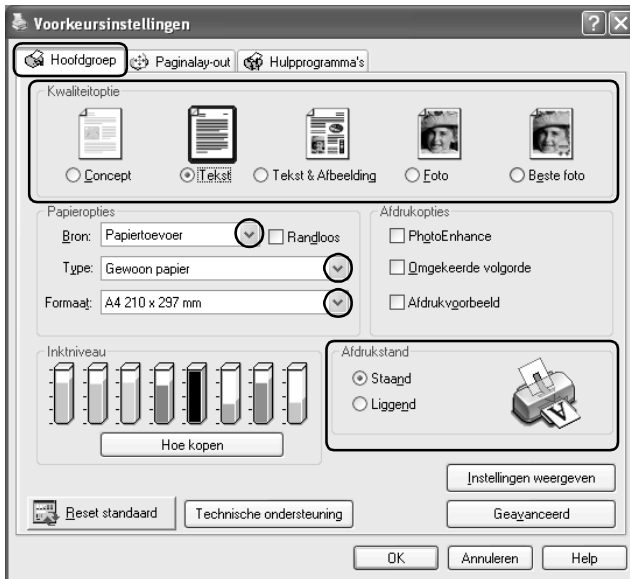 Voorkeursinstellingen
Hoofdgroep Paginalay-out Hulpprogramma's
Kwaliteitoptie
Concept Tekst Tekst & Afbeelding Foto Beste foto
Papieropties
Bron: Papiertoevoer Randloos
Type: Gewoon papier
Formaat: A4 210 x 297 mm
Afdrukopties
PhotoEnhance
Omgekeerde volgorde
Afdrukvoorbeeld
Inktniveau
Hoe kopen
Afdrukstand
Staand
Liggend
Instellingen weergeven
Reset standaard Technische ondersteuning Geavanceerd
OK Annuleren Help